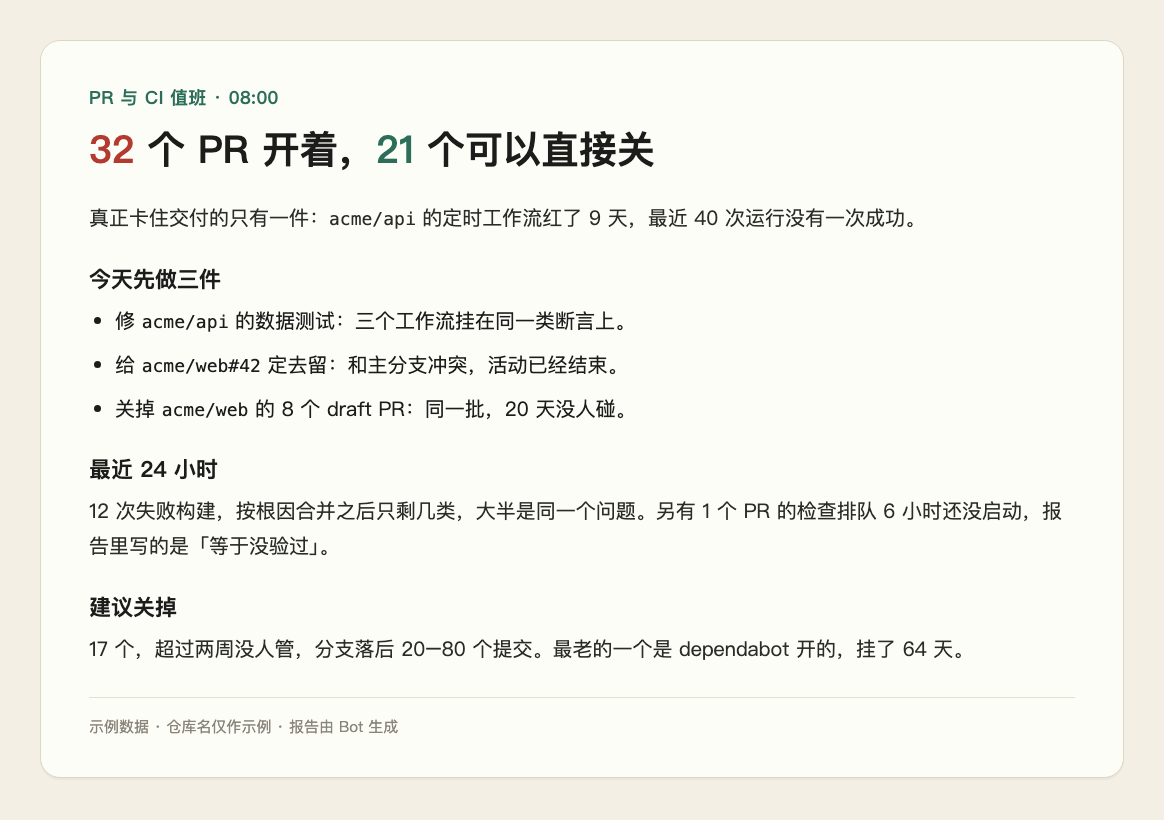 PR 与 CI 值班 · 08:00
32 个 PR 开着，21 个可以直接关
真正卡住交付的只有一件：acme/api 的定时工作流红了 9 天，最近 40 次运行没有一次成功。
今天先做三件
• 修 acme/api 的数据测试：三个工作流挂在同一类断言上。
• 给 acme/web#42 定去留：和主分支冲突，活动已经结束。
• 关掉 acme/web 的 8 个 draft PR：同一批，20 天没人碰。
最近 24 小时
12 次失败构建，按根因合并之后只剩几类，大半是同一个问题。另有 1 个 PR 的检查排队 6 小时还没启动，报
告里写的是「等于没验过」。
建议关掉
17 个，超过两周没人管，分支落后 20–80 个提交。最老的一个是 dependabot 开的，挂了 64 天。
示例数据 · 仓库名仅作示例 · 报告由 Bot 生成